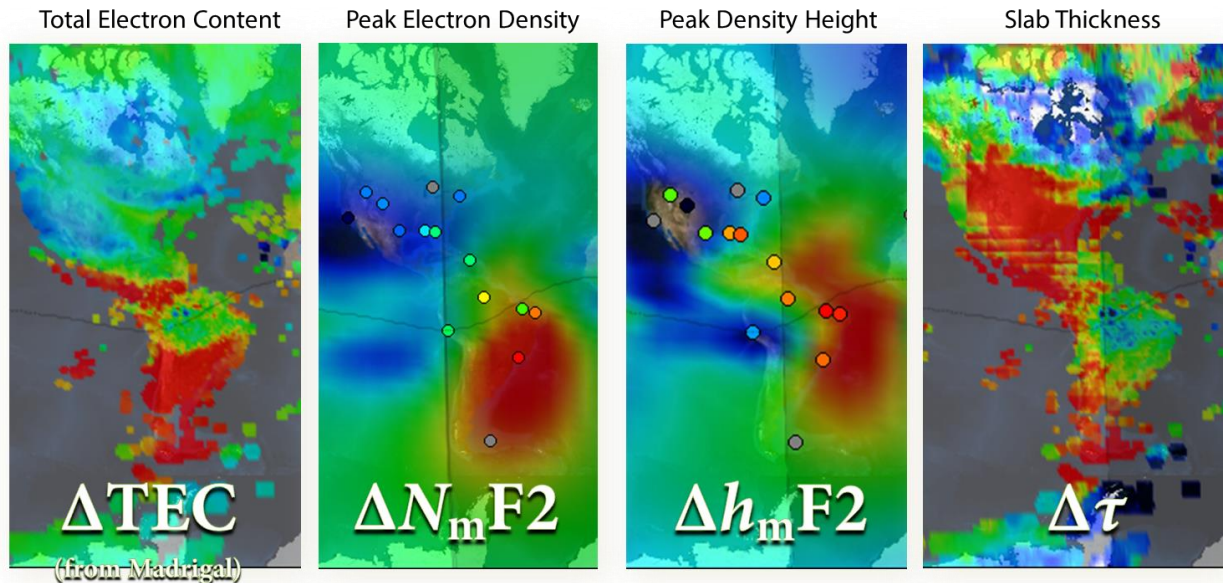 Total Electron Content
Peak Electron Density
Peak Density Height
Slab Thickness
ΔTEC
(from Madrigal)
ΔNmF2
ΔhmF2
Δτ